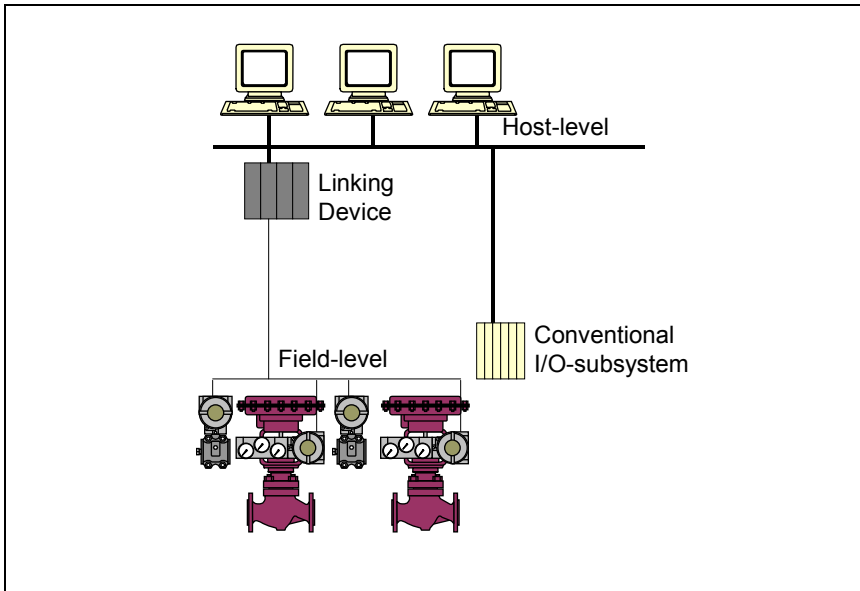 Host-level
Linking
Device
Conventional
I/O-subsystem
Field-level